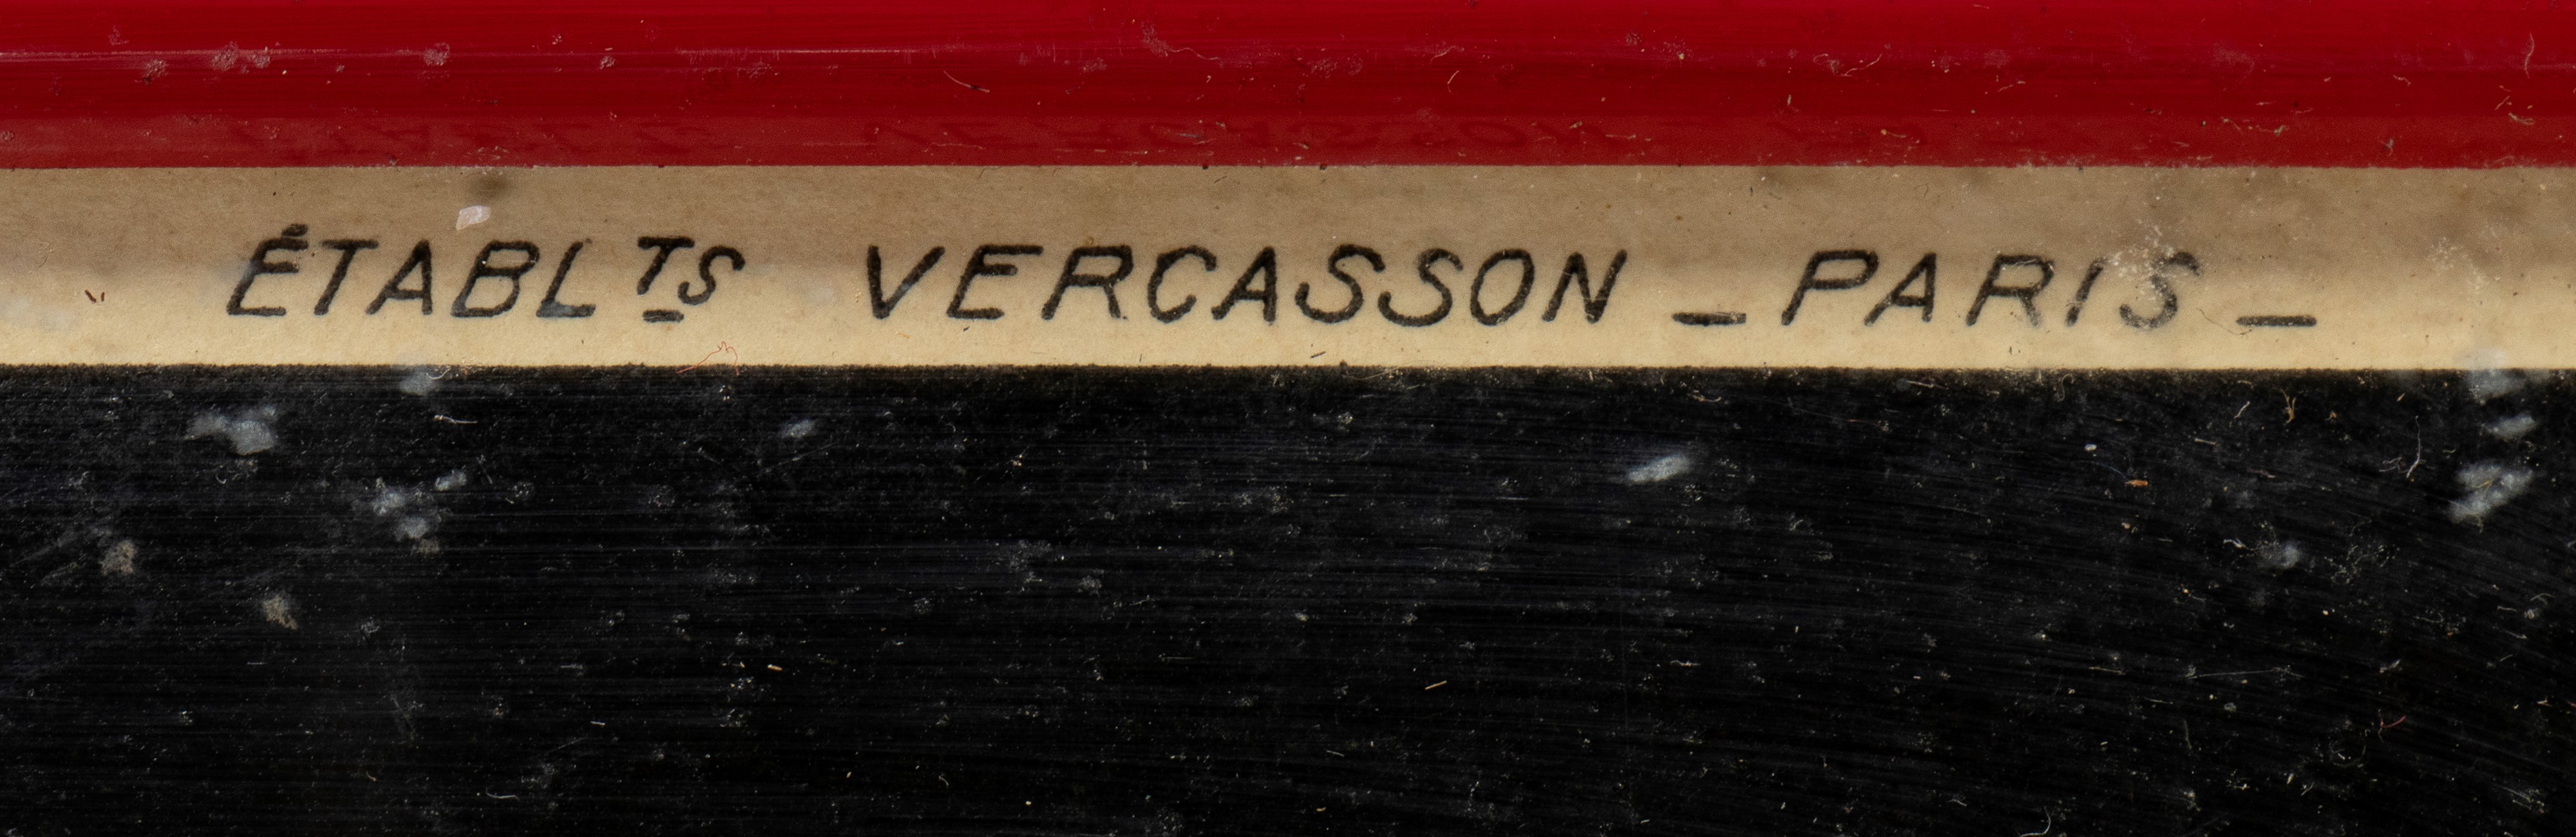 ÉTABLTS VERCASSON _ PARIS _